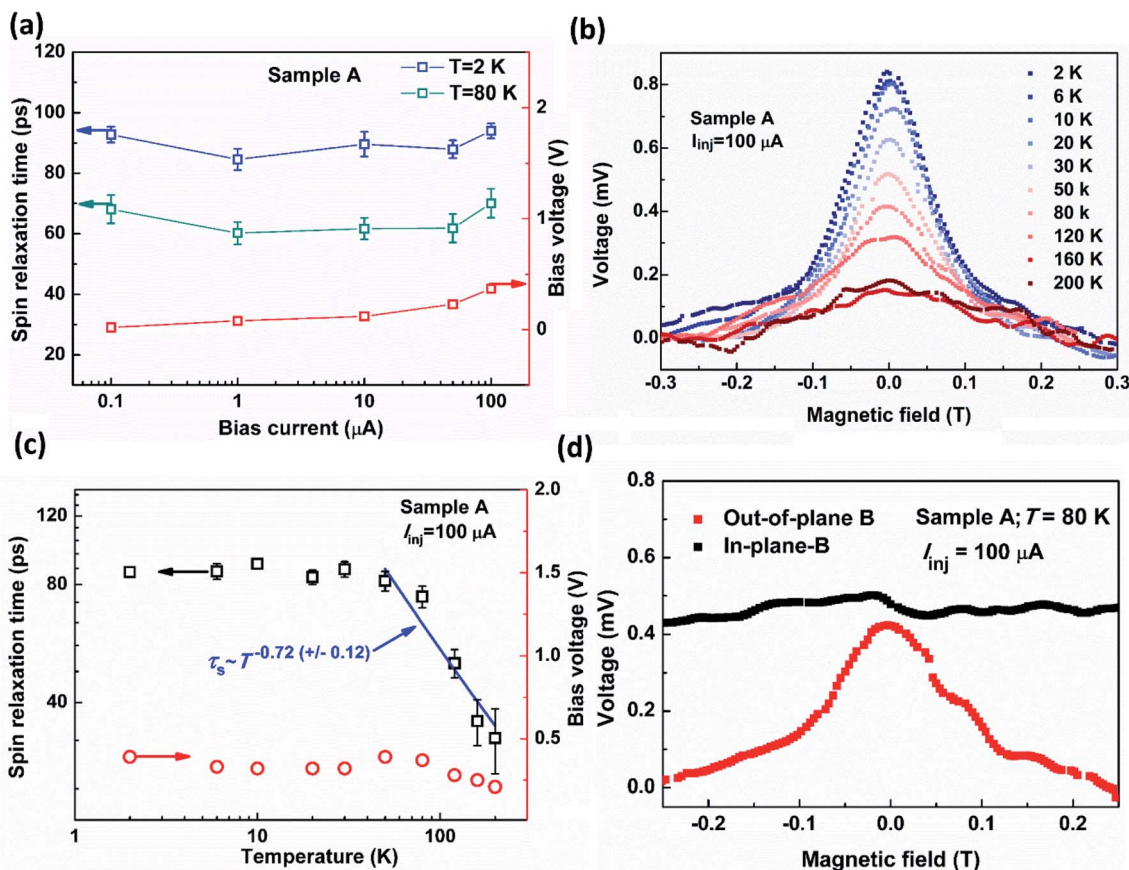 (a)
120
100
80
60
40
20
Spin relaxation time (ps)
Sample A
T=2 K
T=80 K
2
1
0
Bias voltage (V)
0.1
1
10
100
Bias current (μA)
(b)
0.8
0.6
0.4
0.2
0.0
Voltage (mV)
Sample A
Iinj=100 μA
2 K
6 K
10 K
20 K
30 K
50 k
80 k
120 K
160 K
200 K
-0.3
-0.2
-0.1
0.0
0.1
0.2
0.3
Magnetic field (T)
(c)
120
80
40
Spin relaxation time (ps)
Sample A
Iinj=100 μA
τs~T-0.72 (+/- 0.12)
2.0
1.5
1.0
0.5
Bias voltage (V)
1
10
100
Temperature (K)
(d)
0.8
0.6
0.4
0.2
0.0
Voltage (mV)
Out-of-plane B
In-plane-B
Sample A; T = 80 K
Iinj = 100 μA
-0.2
-0.1
0.0
0.1
0.2
Magnetic field (T)